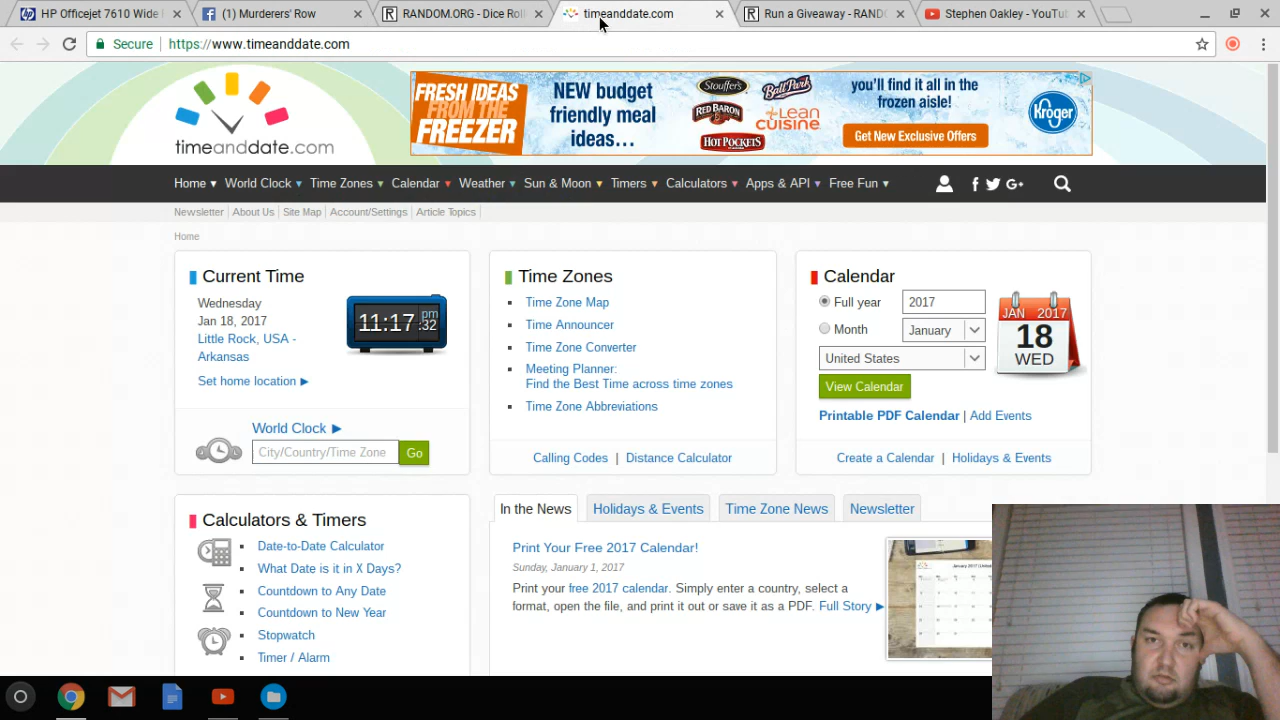 HP Officejet 7610 Wide
(1) Murderers' Row
RANDOM.ORG - Dice Rol
timeanddate.com
Run a Giveaway - RAND
Stephen Oakley - YouTu
Secure
https://www.timeanddate.com
timeanddate.com
FRESH IDEAS
FROM THE
FREEZER
NEW budget
friendly meal
ideas...
Stouffer's
Ball Park
RED BARON
LEAN
CUISINE
HOT POCKETS
you'll find it all in the
frozen aisle!
Get New Exclusive Offers
Kroger
Home World Clock Time Zones Calendar Weather Sun & Moon Timers Calculators Apps & API Free Fun
Newsletter About Us Site Map Account/Settings Article Topics
Home
Current Time
Wednesday
Jan 18, 2017
Little Rock, USA -
Arkansas
Set home location
11:17 pm :32
World Clock
City/Country/Time Zone
Go
Time Zones
Time Zone Map
Time Announcer
Time Zone Converter
Meeting Planner:
Find the Best Time across time zones
Time Zone Abbreviations
Calling Codes | Distance Calculator
Calendar
Full year
2017
Month
January
United States
View Calendar
JAN 2017
18
WED
Printable PDF Calendar | Add Events
Create a Calendar | Holidays & Events
Calculators & Timers
Date-to-Date Calculator
What Date is it in X Days?
Countdown to Any Date
Countdown to New Year
Stopwatch
Timer / Alarm
In the News
Holidays & Events
Time Zone News
Newsletter
Print Your Free 2017 Calendar!
Sunday, January 1, 2017
Print your free 2017 calendar. Simply enter a country, select a
format, open the file, and print it out or save it as a PDF. Full Story